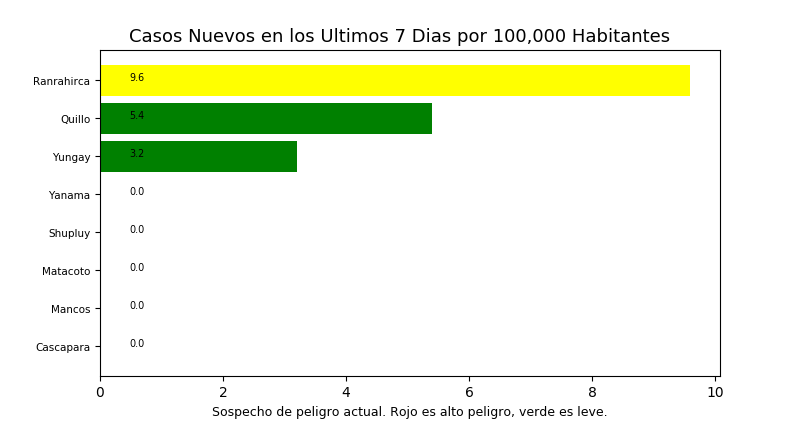 Casos Nuevos en los Ultimos 7 Dias por 100,000 Habitantes
Ranrahirca 9.6
Quillo 5.4
Yungay 3.2
Yanama 0.0
Shupluy 0.0
Matacoto 0.0
Mancos 0.0
Cascapara 0.0
0 2 4 6 8 10
Sospecho de peligro actual. Rojo es alto peligro, verde es leve.